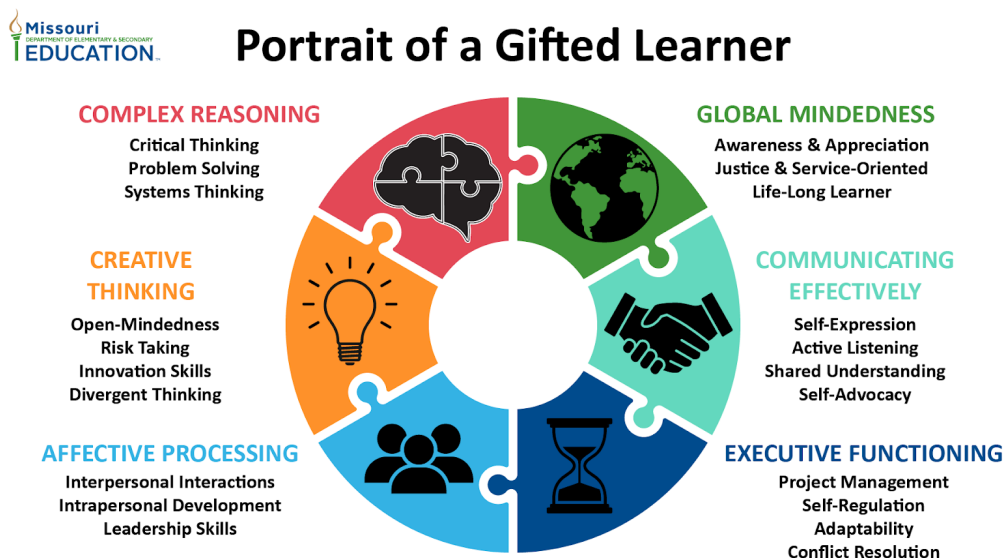 Missouri
DEPARTMENT OF ELEMENTARY & SECONDARY
EDUCATION
Portrait of a Gifted Learner
COMPLEX REASONING
Critical Thinking
Problem Solving
Systems Thinking
GLOBAL MINDEDNESS
Awareness & Appreciation
Justice & Service-Oriented
Life-Long Learner
CREATIVE
THINKING
Open-Mindedness
Risk Taking
Innovation Skills
Divergent Thinking
COMMUNICATING
EFFECTIVELY
Self-Expression
Active Listening
Shared Understanding
Self-Advocacy
AFFECTIVE PROCESSING
Interpersonal Interactions
Intrapersonal Development
Leadership Skills
EXECUTIVE FUNCTIONING
Project Management
Self-Regulation
Adaptability
Conflict Resolution